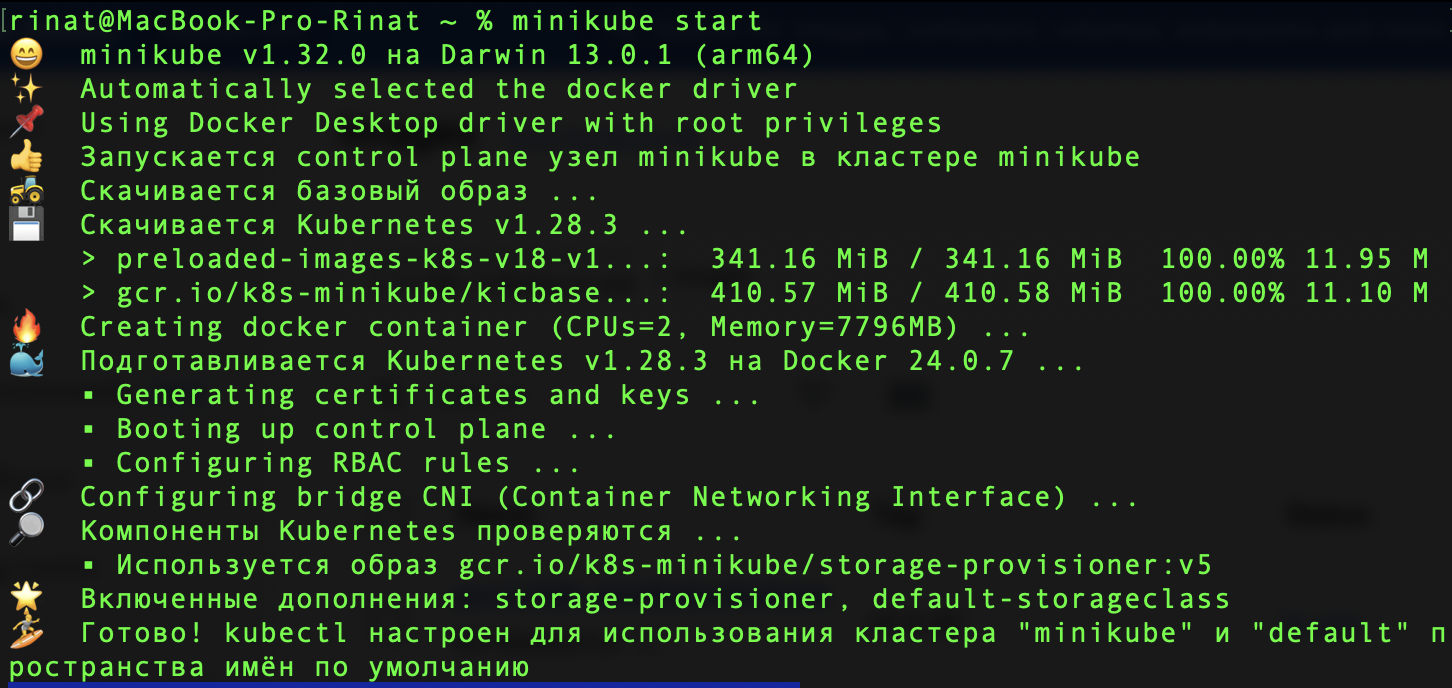 [rinat@MacBook-Pro-Rinat ~ % minikube start
😄 minikube v1.32.0 на Darwin 13.0.1 (arm64)
✨ Automatically selected the docker driver
📌 Using Docker Desktop driver with root privileges
👍 Запускается control plane узел minikube в кластере minikube
🚜 Скачивается базовый образ ...
💾 Скачивается Kubernetes v1.28.3 ...
> preloaded-images-k8s-v18-v1...: 341.16 MiB / 341.16 MiB 100.00% 11.95 M
> gcr.io/k8s-minikube/kicbase...: 410.57 MiB / 410.58 MiB 100.00% 11.10 M
🔥 Creating docker container (CPUs=2, Memory=7796MB) ...
🐳 Подготавливается Kubernetes v1.28.3 на Docker 24.0.7 ...
▪ Generating certificates and keys ...
▪ Booting up control plane ...
▪ Configuring RBAC rules ...
🔗 Configuring bridge CNI (Container Networking Interface) ...
🔎 Компоненты Kubernetes проверяются ...
▪ Используется образ gcr.io/k8s-minikube/storage-provisioner:v5
🌟 Включенные дополнения: storage-provisioner, default-storageclass
🏄 Готово! kubectl настроен для использования кластера "minikube" и "default" п
ространства имён по умолчанию